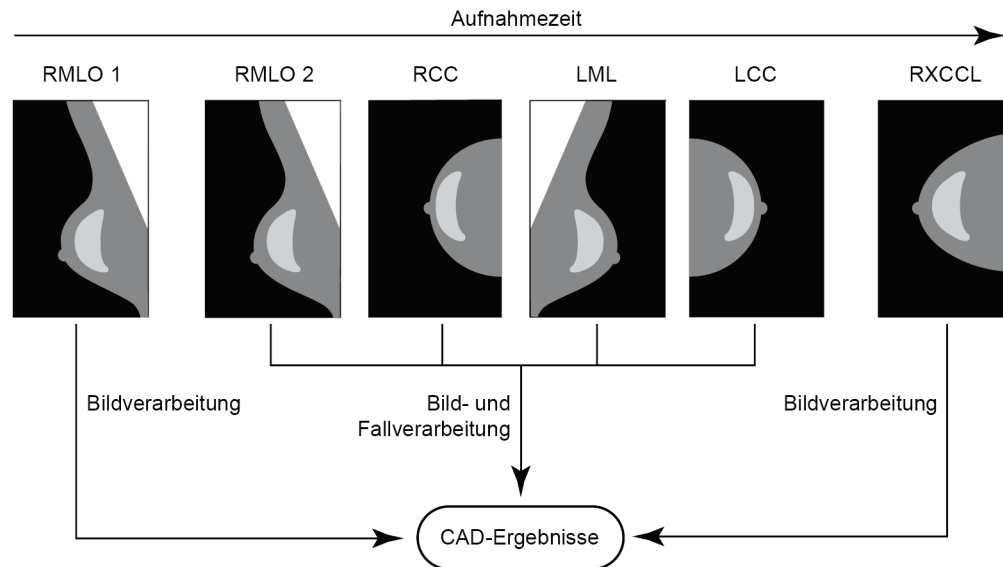 Aufnahmezeit
RMLO 1
RMLO 2
RCC
LML
LCC
RXCCL
Bildverarbeitung
Bild- und
Fallverarbeitung
Bildverarbeitung
CAD-Ergebnisse